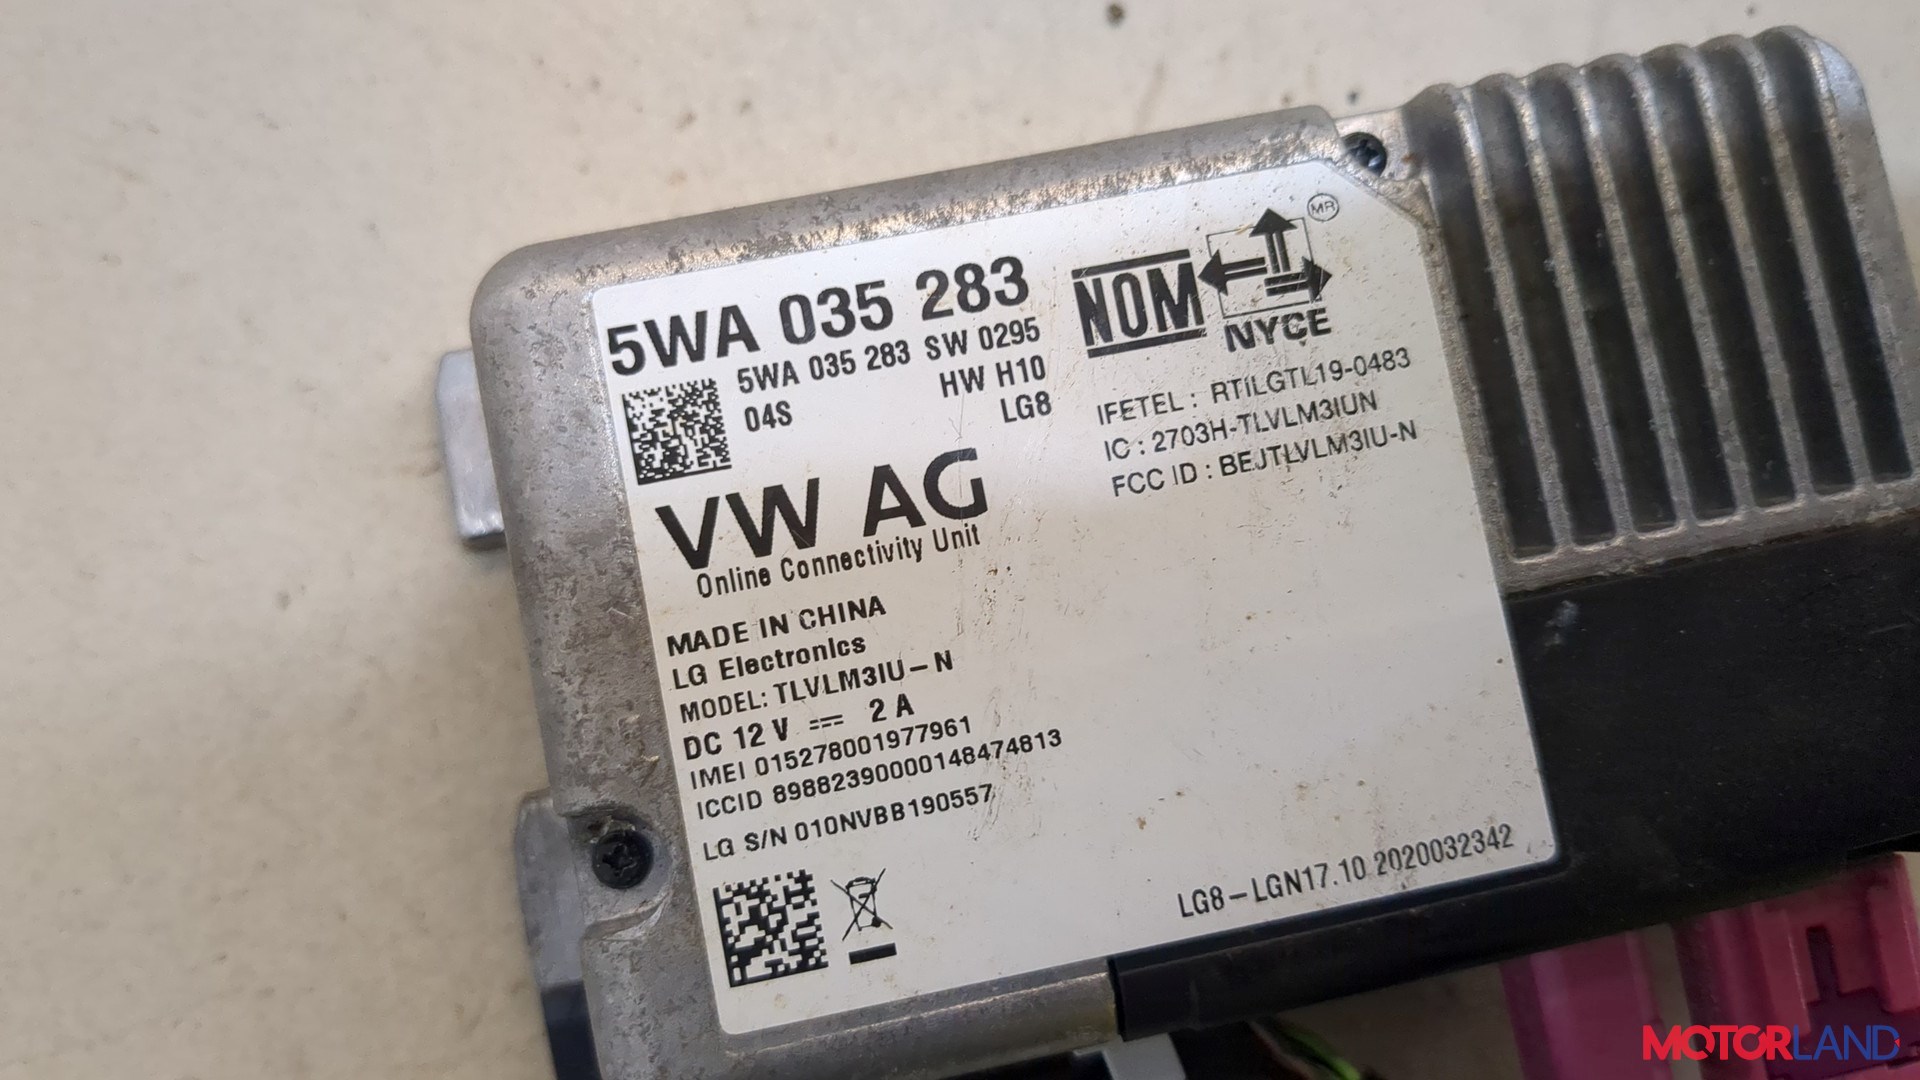 5WA 035 283
5WA 035 283 SW 0295
04S HW H10
LG8
VW AG
Online Connectivity Unit
MADE IN CHINA
LG Electronics
MODEL: TLVLM3IU-N
DC 12 V 2 A
IMEI 015278001977961
ICCID 89882390000148474813
LG S/N 010NVBB190557
NOM
MR
NYCE
IFETEL : RTILGTL19-0483
IC : 2703H-TLVLM3IUN
FCC ID : BEJTLVLM3IU-N
LG8-LGN17.10 2020032342
MOTORLAND